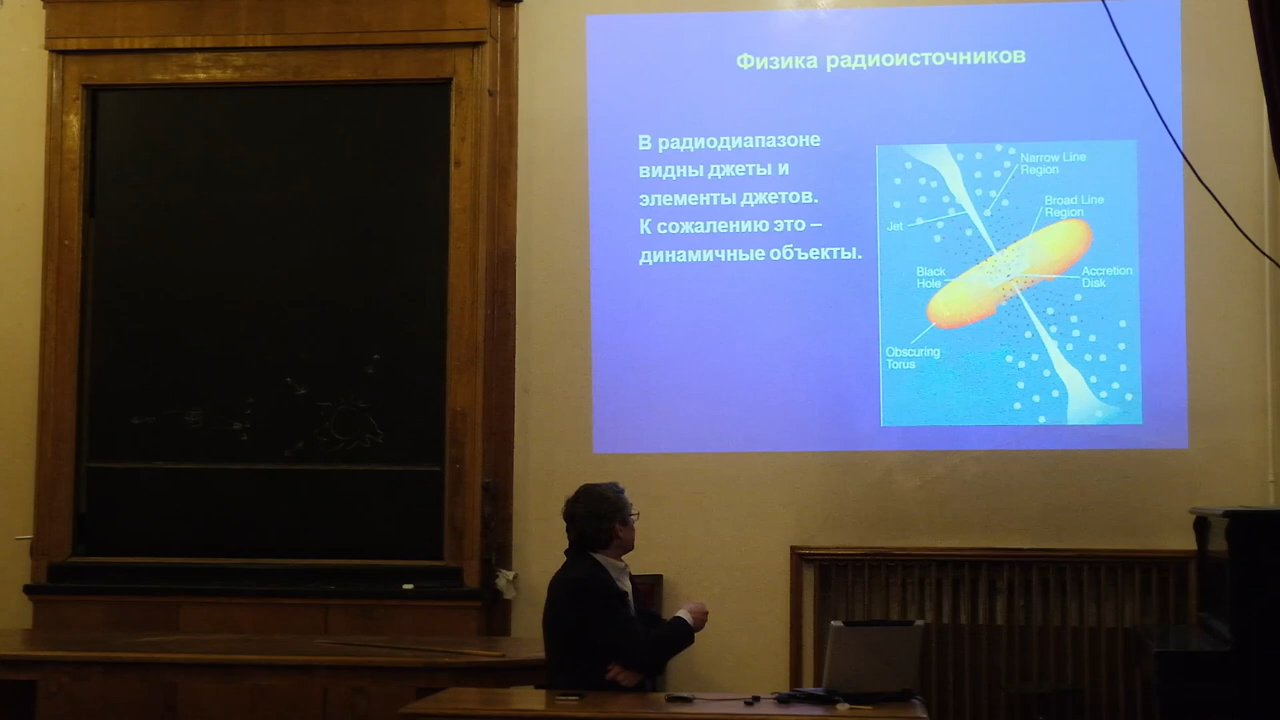 Физика радиоисточников
В радиодиапазоне
видны джеты и
элементы джетов.
К сожалению это –
динамичные объекты.
Narrow Line
Region
Broad Line
Region
Jet
Black
Hole
Accretion
Disk
Obscuring
Torus